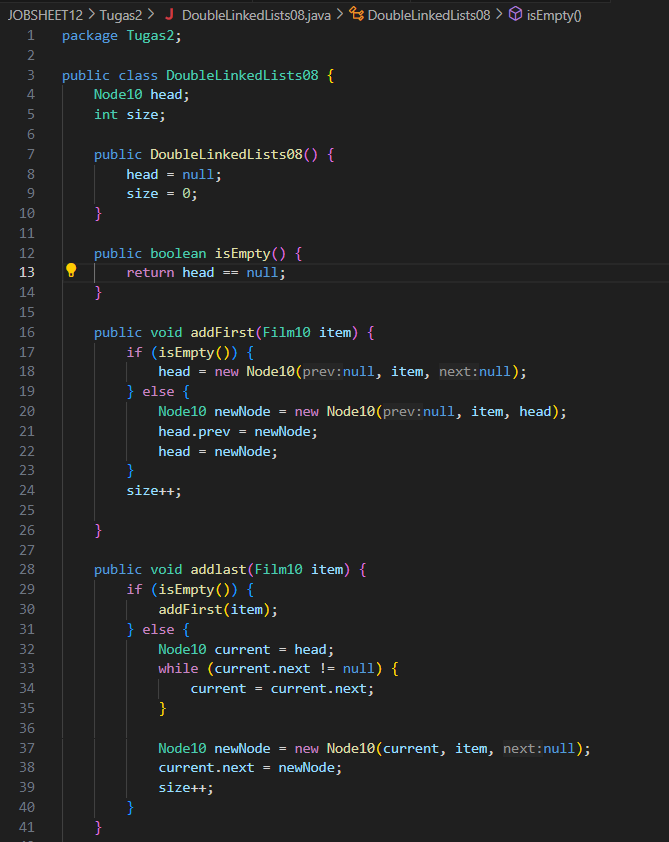 JOBSHEET12 > Tugas2 > J DoubleLinkedLists08.java > DoubleLinkedLists08 > isEmpty()
1 package Tugas2;
2
3 public class DoubleLinkedLists08 {
4     Node10 head;
5     int size;
6
7     public DoubleLinkedLists08() {
8         head = null;
9         size = 0;
10     }
11
12     public boolean isEmpty() {
13         return head == null;
14     }
15
16     public void addFirst(Film10 item) {
17         if (isEmpty()) {
18             head = new Node10(prev:null, item, next:null);
19         } else {
20             Node10 newNode = new Node10(prev:null, item, head);
21             head.prev = newNode;
22             head = newNode;
23         }
24         size++;
25
26     }
27
28     public void addlast(Film10 item) {
29         if (isEmpty()) {
30             addFirst(item);
31         } else {
32             Node10 current = head;
33             while (current.next != null) {
34                 current = current.next;
35             }
36
37             Node10 newNode = new Node10(current, item, next:null);
38             current.next = newNode;
39             size++;
40         }
41     }